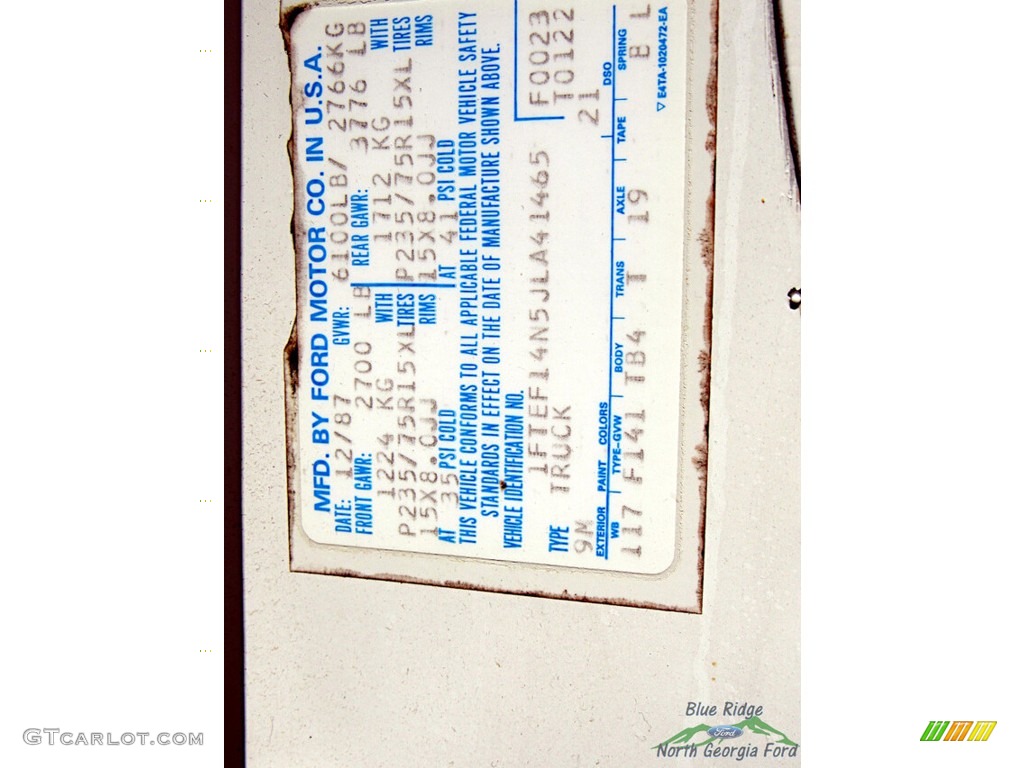 MFD. BY FORD MOTOR CO. IN U.S.A.
DATE: 12/87 GVWR: 6100LB/ 2766KG
FRONT GAWR: 2700 LB REAR GAWR: 3776 LB
1224 KG WITH 1712 KG WITH
P235/75R15XL TIRES P235/75R15XL TIRES
15X8.0JJ RIMS 15X8.0JJ RIMS
AT 35 PSI COLD AT 41 PSI COLD
THIS VEHICLE CONFORMS TO ALL APPLICABLE FEDERAL MOTOR VEHICLE SAFETY
STANDARDS IN EFFECT ON THE DATE OF MANUFACTURE SHOWN ABOVE.
VEHICLE IDENTIFICATION NO.
1FTEF14N5JLA41465 F0023
TYPE TRUCK T0122
9M 21
EXTERIOR PAINT COLORS DSO
WB TYPE-GVW BODY TRANS AXLE TAPE SPRING
117 F141 TB4 T 19 B L
▽ E4TA-1020472-EA
Blue Ridge
Ford
North Georgia Ford
GTCARLOT.COM